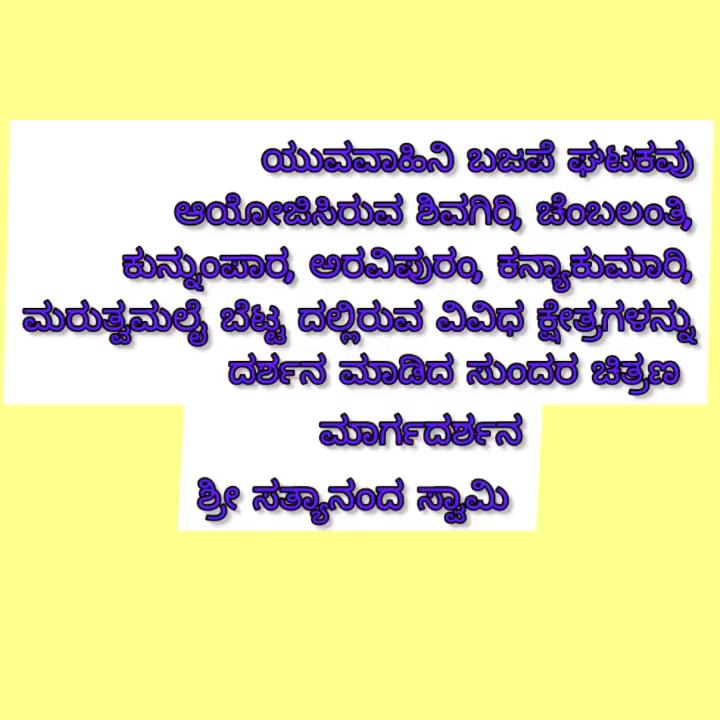 ಯುವವಾಹಿನಿ ಬಜಪೆ ಘಟಕವು
ಆಯೋಜಿಸಿರುವ ಶಿವಗಿರಿ, ಚೆಂಬಲಂತಿ,
ಕುನ್ನುಂಪಾರ, ಅರವಿಪುರಂ, ಕನ್ಯಾಕುಮಾರಿ,
ಮರುತ್ವಮಲೈ ಬೆಟ್ಟ ದಲ್ಲಿರುವ ವಿವಿಧ ಕ್ಷೇತ್ರಗಳನ್ನು
ದರ್ಶನ ಮಾಡಿದ ಸುಂದರ ಚಿತ್ರಣ
ಮಾರ್ಗದರ್ಶನ
ಶ್ರೀ ಸತ್ಯಾನಂದ ಸ್ವಾಮಿ